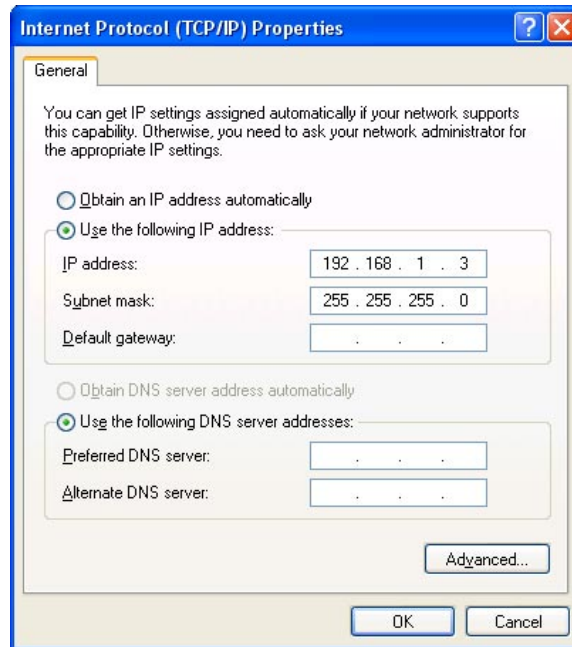 Internet Protocol (TCP/IP) Properties
General
You can get IP settings assigned automatically if your network supports
this capability. Otherwise, you need to ask your network administrator for
the appropriate IP settings.
Obtain an IP address automatically
Use the following IP address:
IP address: 192 . 168 . 1 . 3
Subnet mask: 255 . 255 . 255 . 0
Default gateway: . . .
Obtain DNS server address automatically
Use the following DNS server addresses:
Preferred DNS server: . . .
Alternate DNS server: . . .
Advanced...
OK Cancel